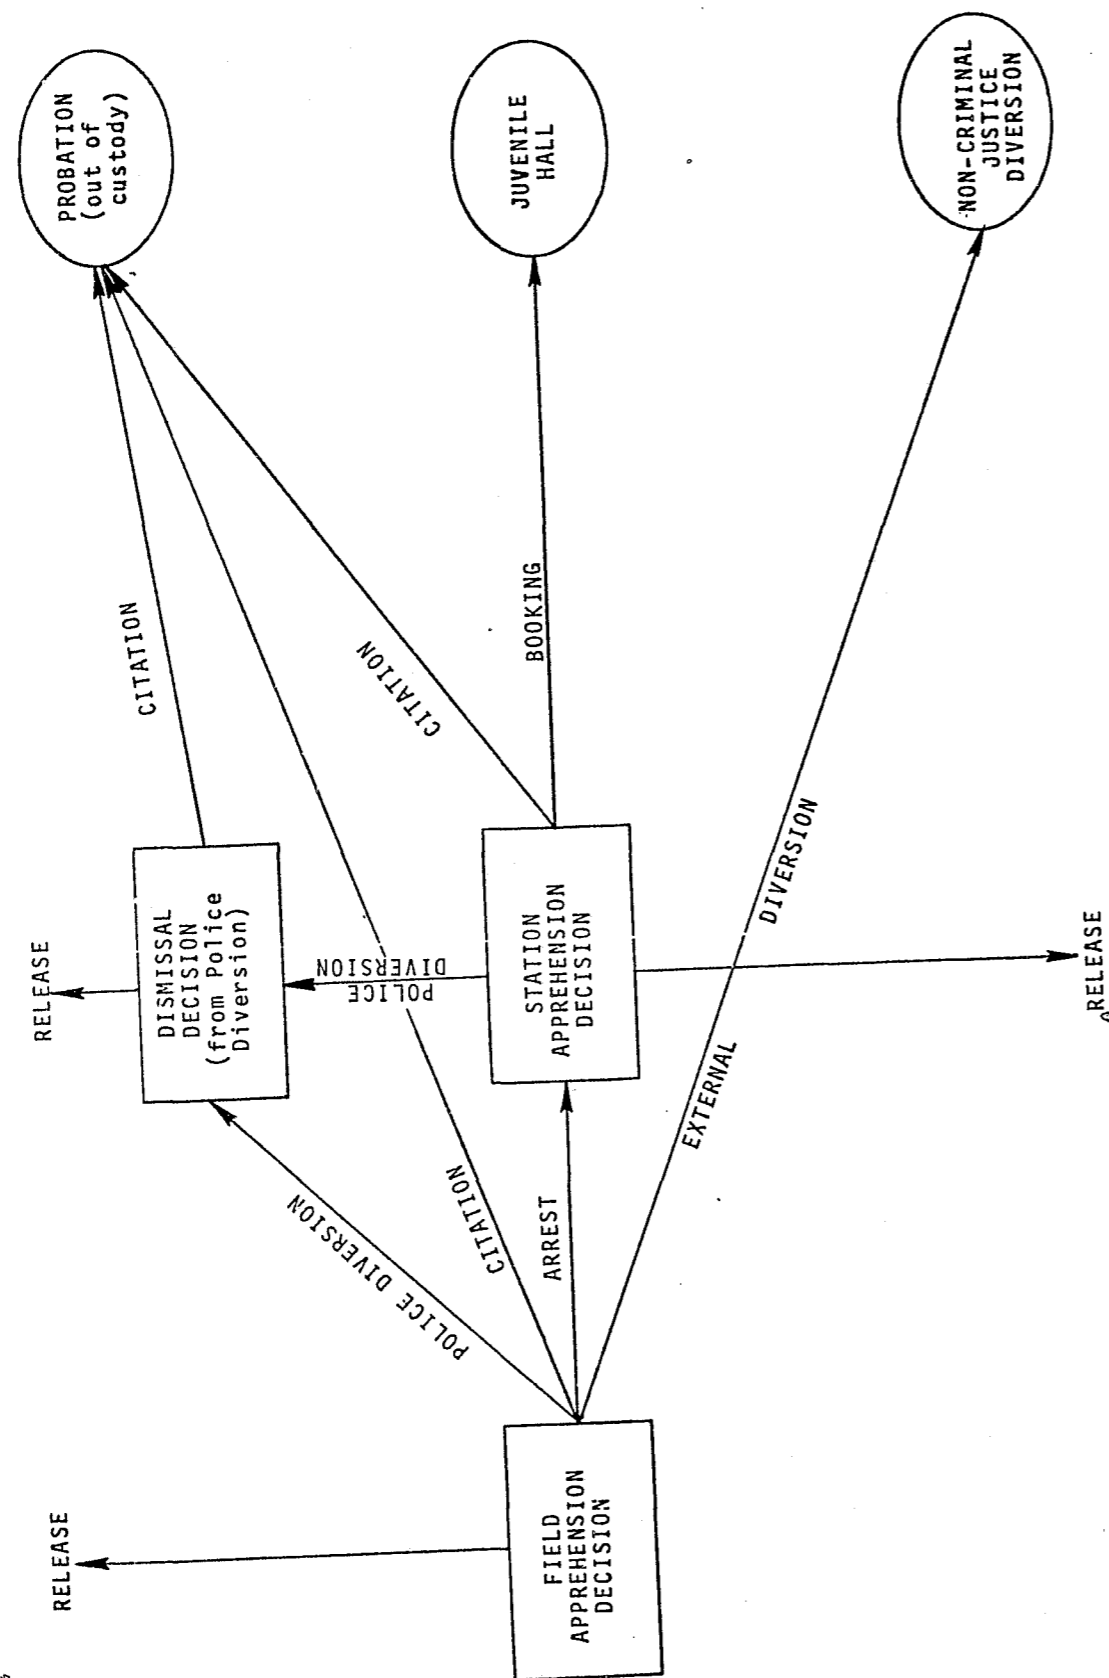 RELEASE
FIELD
APPREHENSION
DECISION
POLICE DIVERSION
CITATION
ARREST
EXTERNAL DIVERSION
RELEASE
DISMISSAL
DECISION
(from Police
Diversion)
POLICE
DIVERSION
STATION
APPREHENSION
DECISION
RELEASE
CITATION
CITATION
BOOKING
PROBATION
(out of
custody)
JUVENILE
HALL
NON-CRIMINAL
JUSTICE
DIVERSION